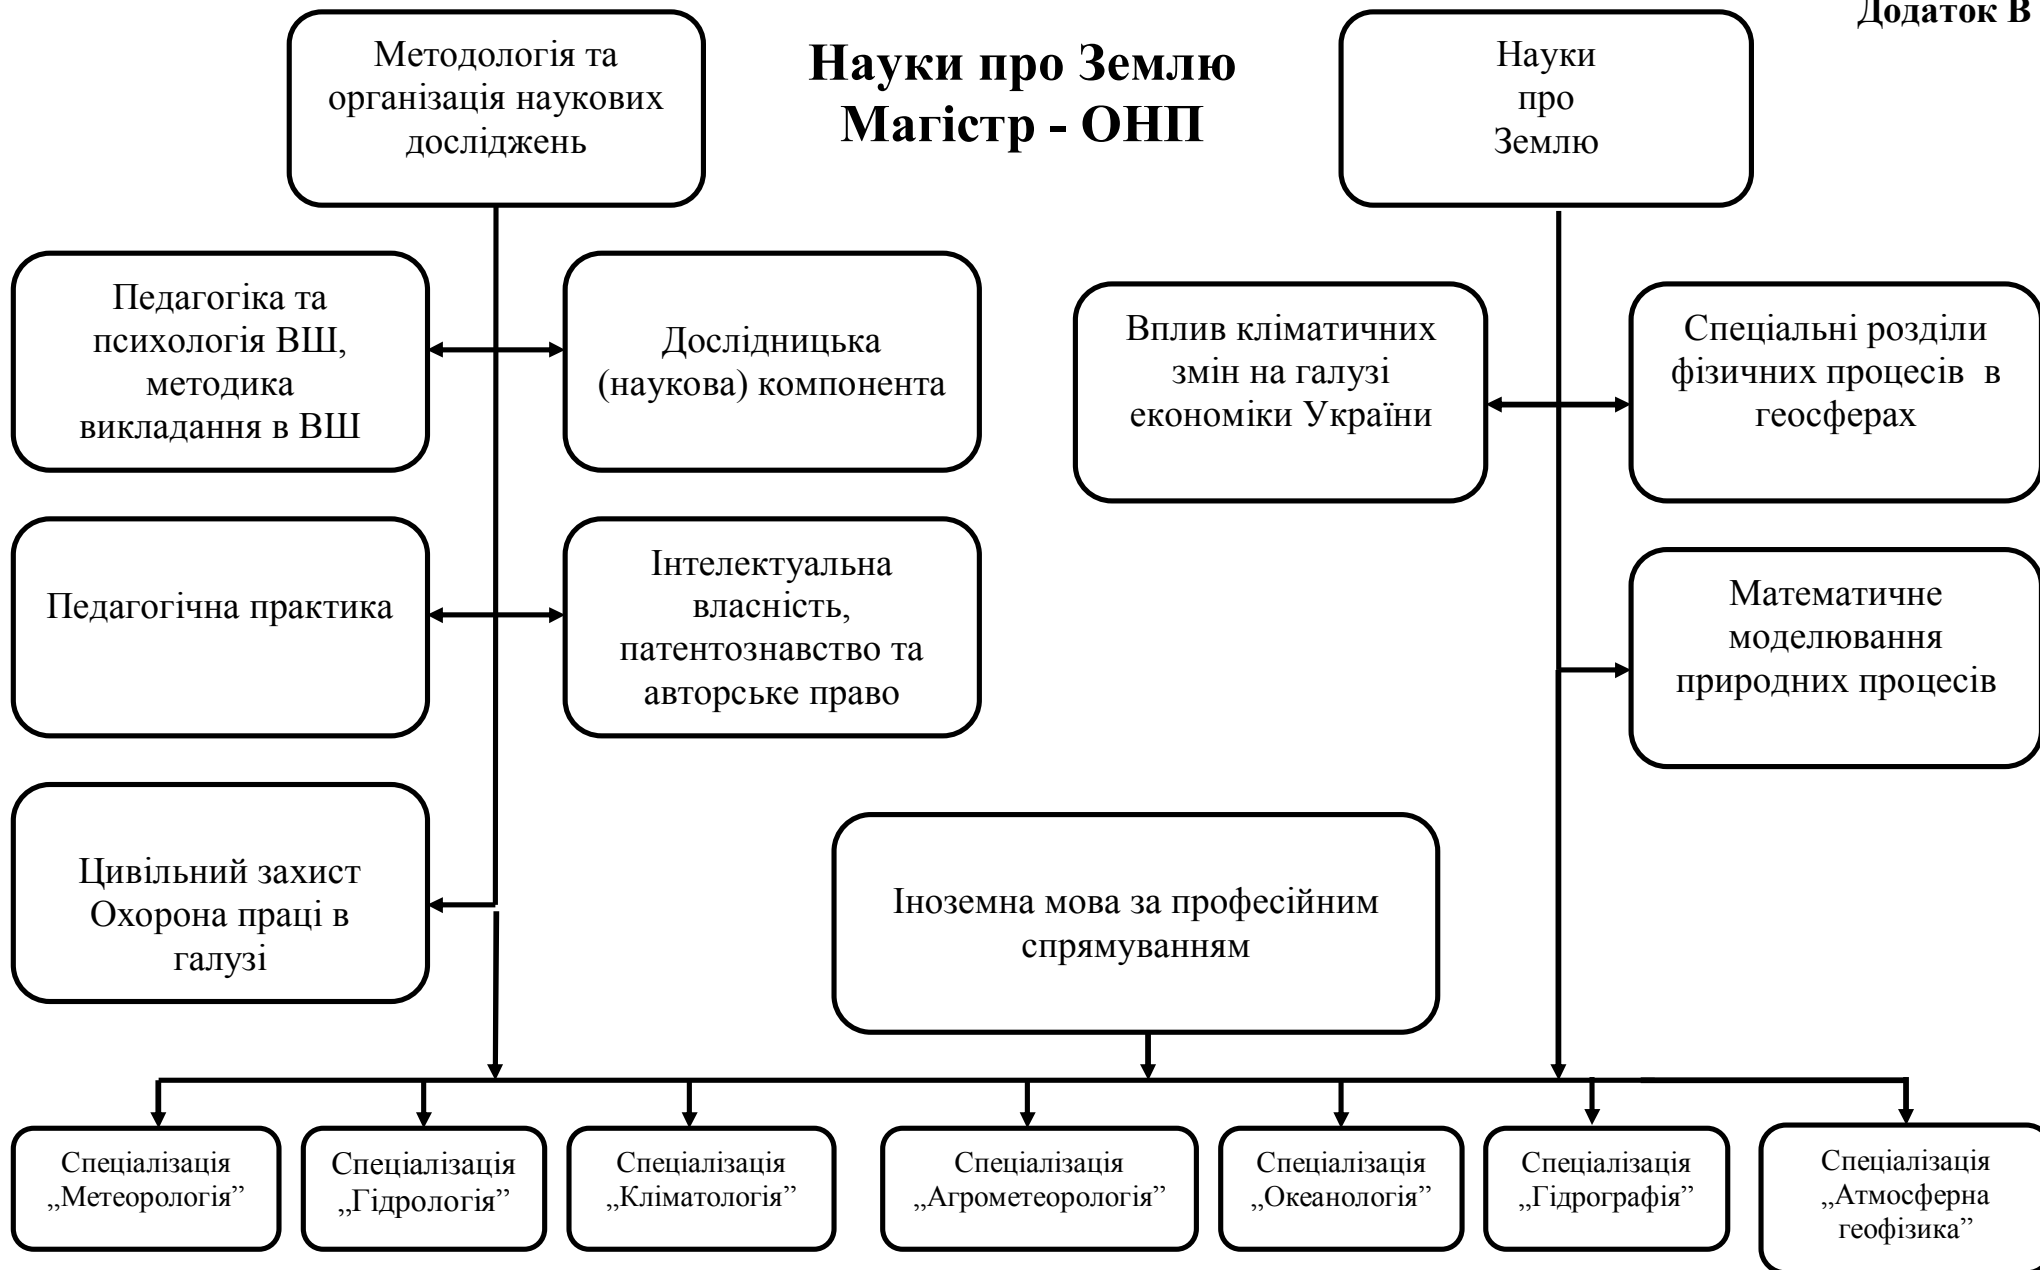 Додаток В
Науки про Землю
Магістр - ОНП
Методологія та
організація наукових
досліджень
Науки
про
Землю
Педагогіка та
психологія ВШ,
методика
викладання в ВШ
Дослідницька
(наукова) компонента
Вплив кліматичних
змін на галузі
економіки України
Спеціальні розділи
фізичних процесів в
геосферах
Педагогічна практика
Інтелектуальна
власність,
патентознавство та
авторське право
Математичне
моделювання
природних процесів
Цивільний захист
Охорона праці в
галузі
Іноземна мова за професійним
спрямуванням
Спеціалізація
„Метеорологія”
Спеціалізація
„Гідрологія”
Спеціалізація
„Кліматологія”
Спеціалізація
„Агрометеорологія”
Спеціалізація
„Океанологія”
Спеціалізація
„Гідрографія”
Спеціалізація
„Атмосферна
геофізика”